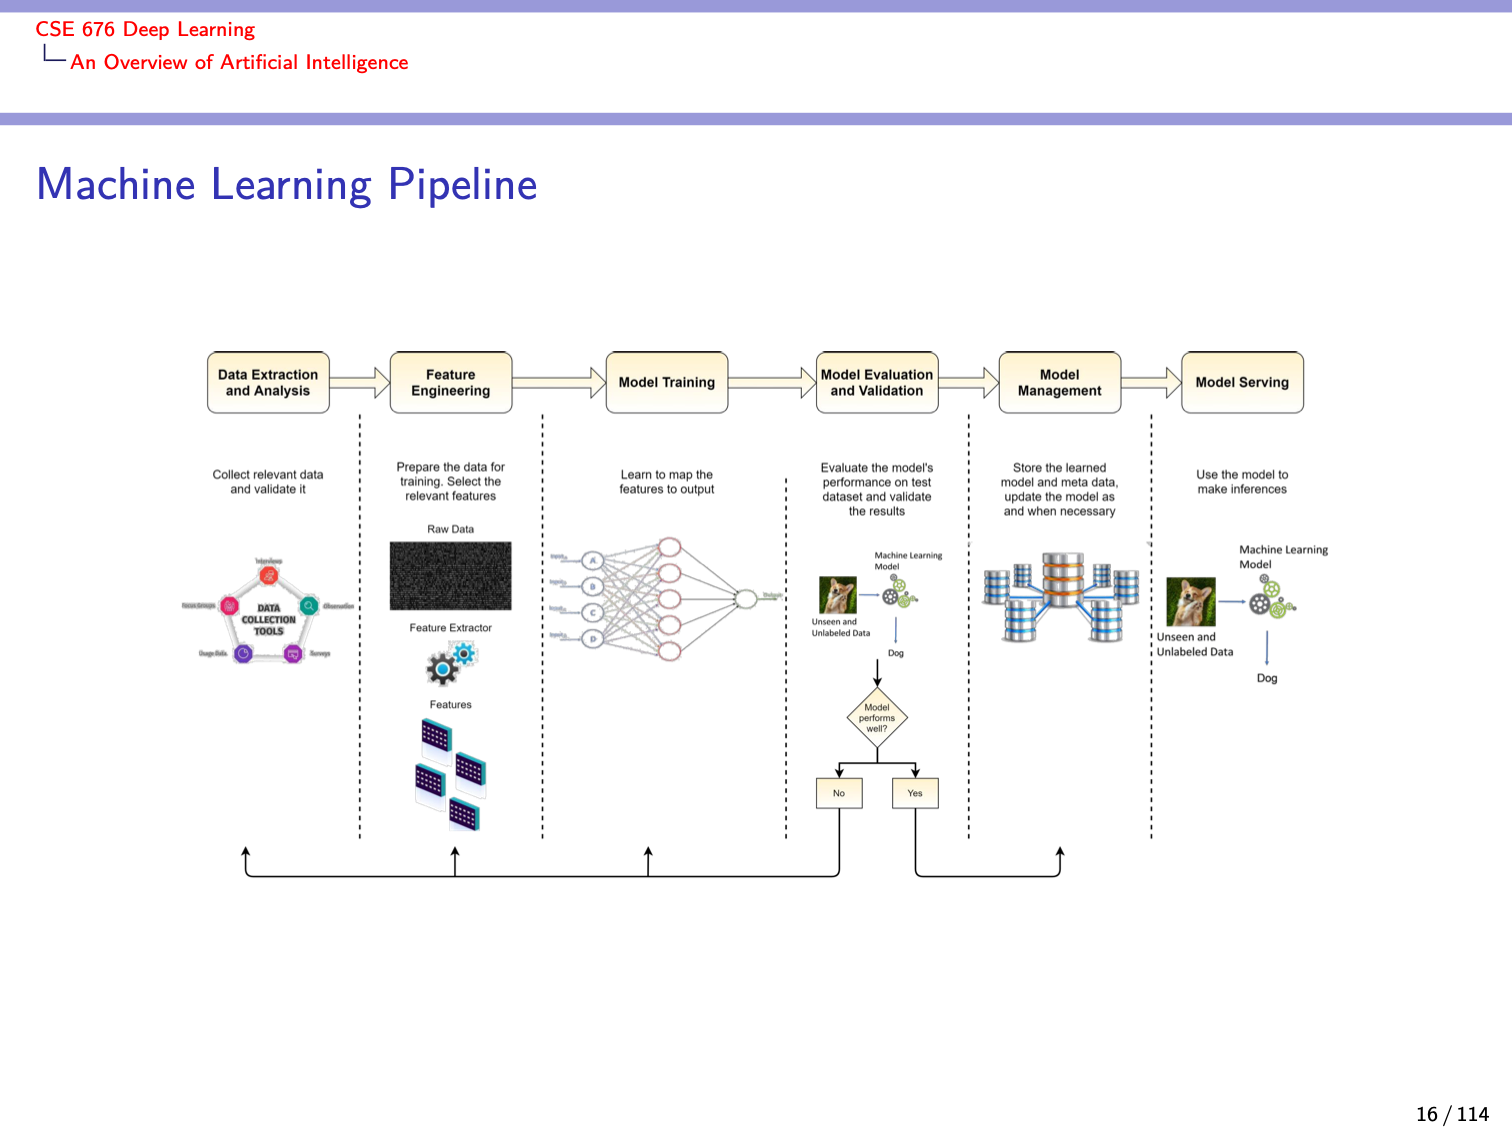 CSE 676 Deep Learning
An Overview of Artificial Intelligence
Machine Learning Pipeline
Data Extraction
and Analysis
Feature
Engineering
Model Training
Model Evaluation
and Validation
Model
Management
Model Serving
Collect relevant data
and validate it
Interviews
Observation
DATA
COLLECTION
TOOLS
Usage Data
Surveys
Prepare the data for
training. Select the
relevant features
Raw Data
Feature Extractor
Features
Learn to map the
features to output
A
B
C
D
Evaluate the model's
performance on test
dataset and validate
the results
Machine Learning
Model
Unseen and
Unlabeled Data
Dog
Model
performs
well?
No
Yes
Store the learned
model and meta data,
update the model as
and when necessary
Use the model to
make inferences
Machine Learning
Model
Unseen and
Unlabeled Data
Dog
16 / 114